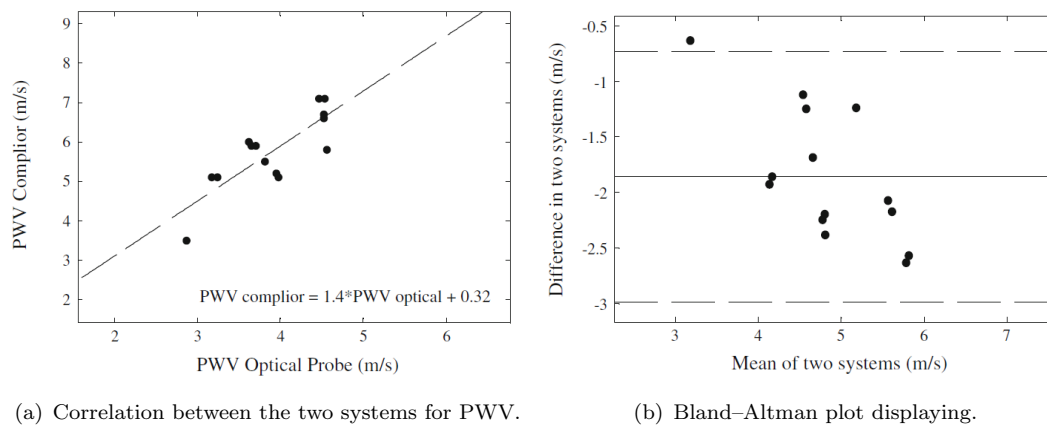 9
8
7
6
5
4
3
2
2 3 4 5 6
PWV Complior (m/s)
PWV complior = 1.4*PWV optical + 0.32
PWV Optical Probe (m/s)
(a) Correlation between the two systems for PWV.
-0.5
-1
-1.5
-2
-2.5
-3
3 4 5 6 7
Difference in two systems (m/s)
Mean of two systems (m/s)
(b) Bland–Altman plot displaying.